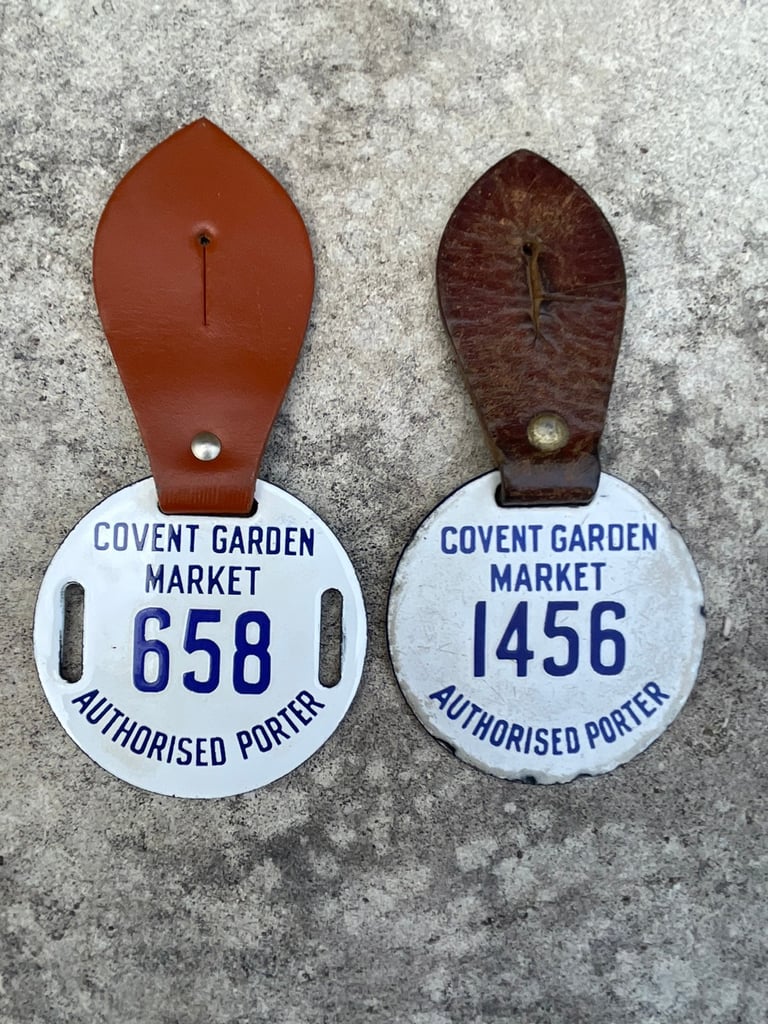 COVENT GARDEN
MARKET
658
AUTHORISED PORTER
COVENT GARDEN
MARKET
1456
AUTHORISED PORTER